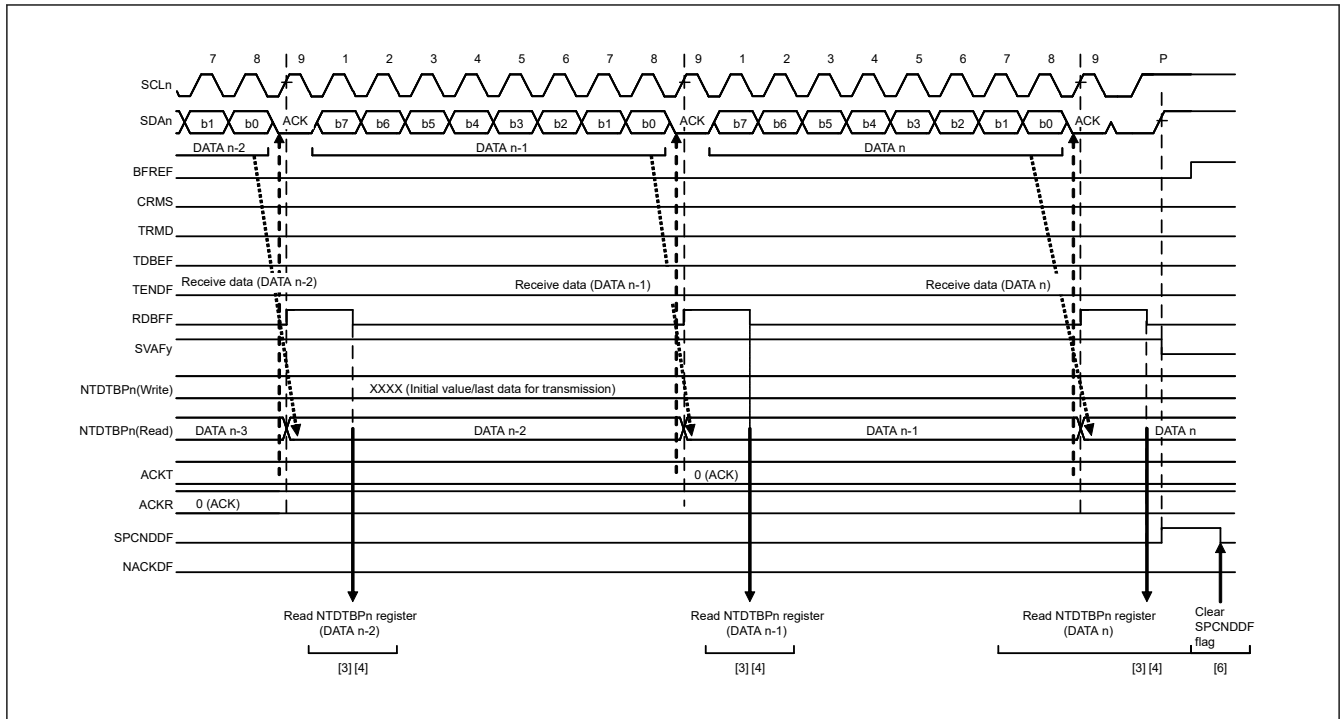 7 8 9 1 2 3 4 5 6 7 8 9 1 2 3 4 5 6 7 8 9 P
SCLn
SDAn b1 b0 ACK b7 b6 b5 b4 b3 b2 b1 b0 ACK b7 b6 b5 b4 b3 b2 b1 b0 ACK
DATA n-2 DATA n-1 DATA n
BFREF
CRMS
TRMD
TDBEF
Receive data (DATA n-2) Receive data (DATA n-1) Receive data (DATA n)
TENDF
RDBFF
SVAFy
NTDTBPn(Write) XXXX (Initial value/last data for transmission)
NTDTBPn(Read) DATA n-3 DATA n-2 DATA n-1 DATA n
ACKT 0 (ACK)
ACKR 0 (ACK)
SPCNDDF
NACKDF
Read NTDTBPn register Read NTDTBPn register Read NTDTBPn register Clear
(DATA n-2) (DATA n-1) (DATA n) SPCNDDF
flag
[3] [4] [3] [4] [3] [4] [6]